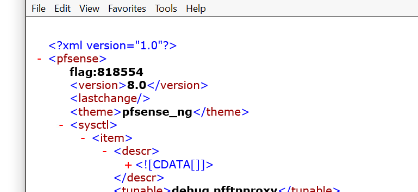 File Edit View Favorites Tools Help
<?xml version="1.0"?>
- <pfsense>
flag:818554
<version>8.0</version>
<lastchange/>
<theme>pfsense_ng</theme>
- <sysctl>
- <item>
- <descr>
+ <![CDATA[]]>
</descr>
<tunable>debug.pfftpproxy</tunable>